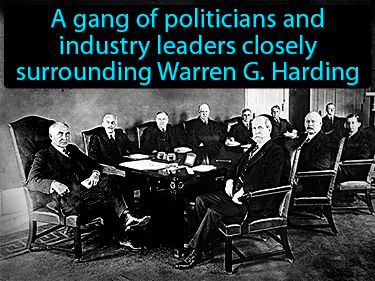 A gang of politicians and
industry leaders closely
surrounding Warren G. Harding